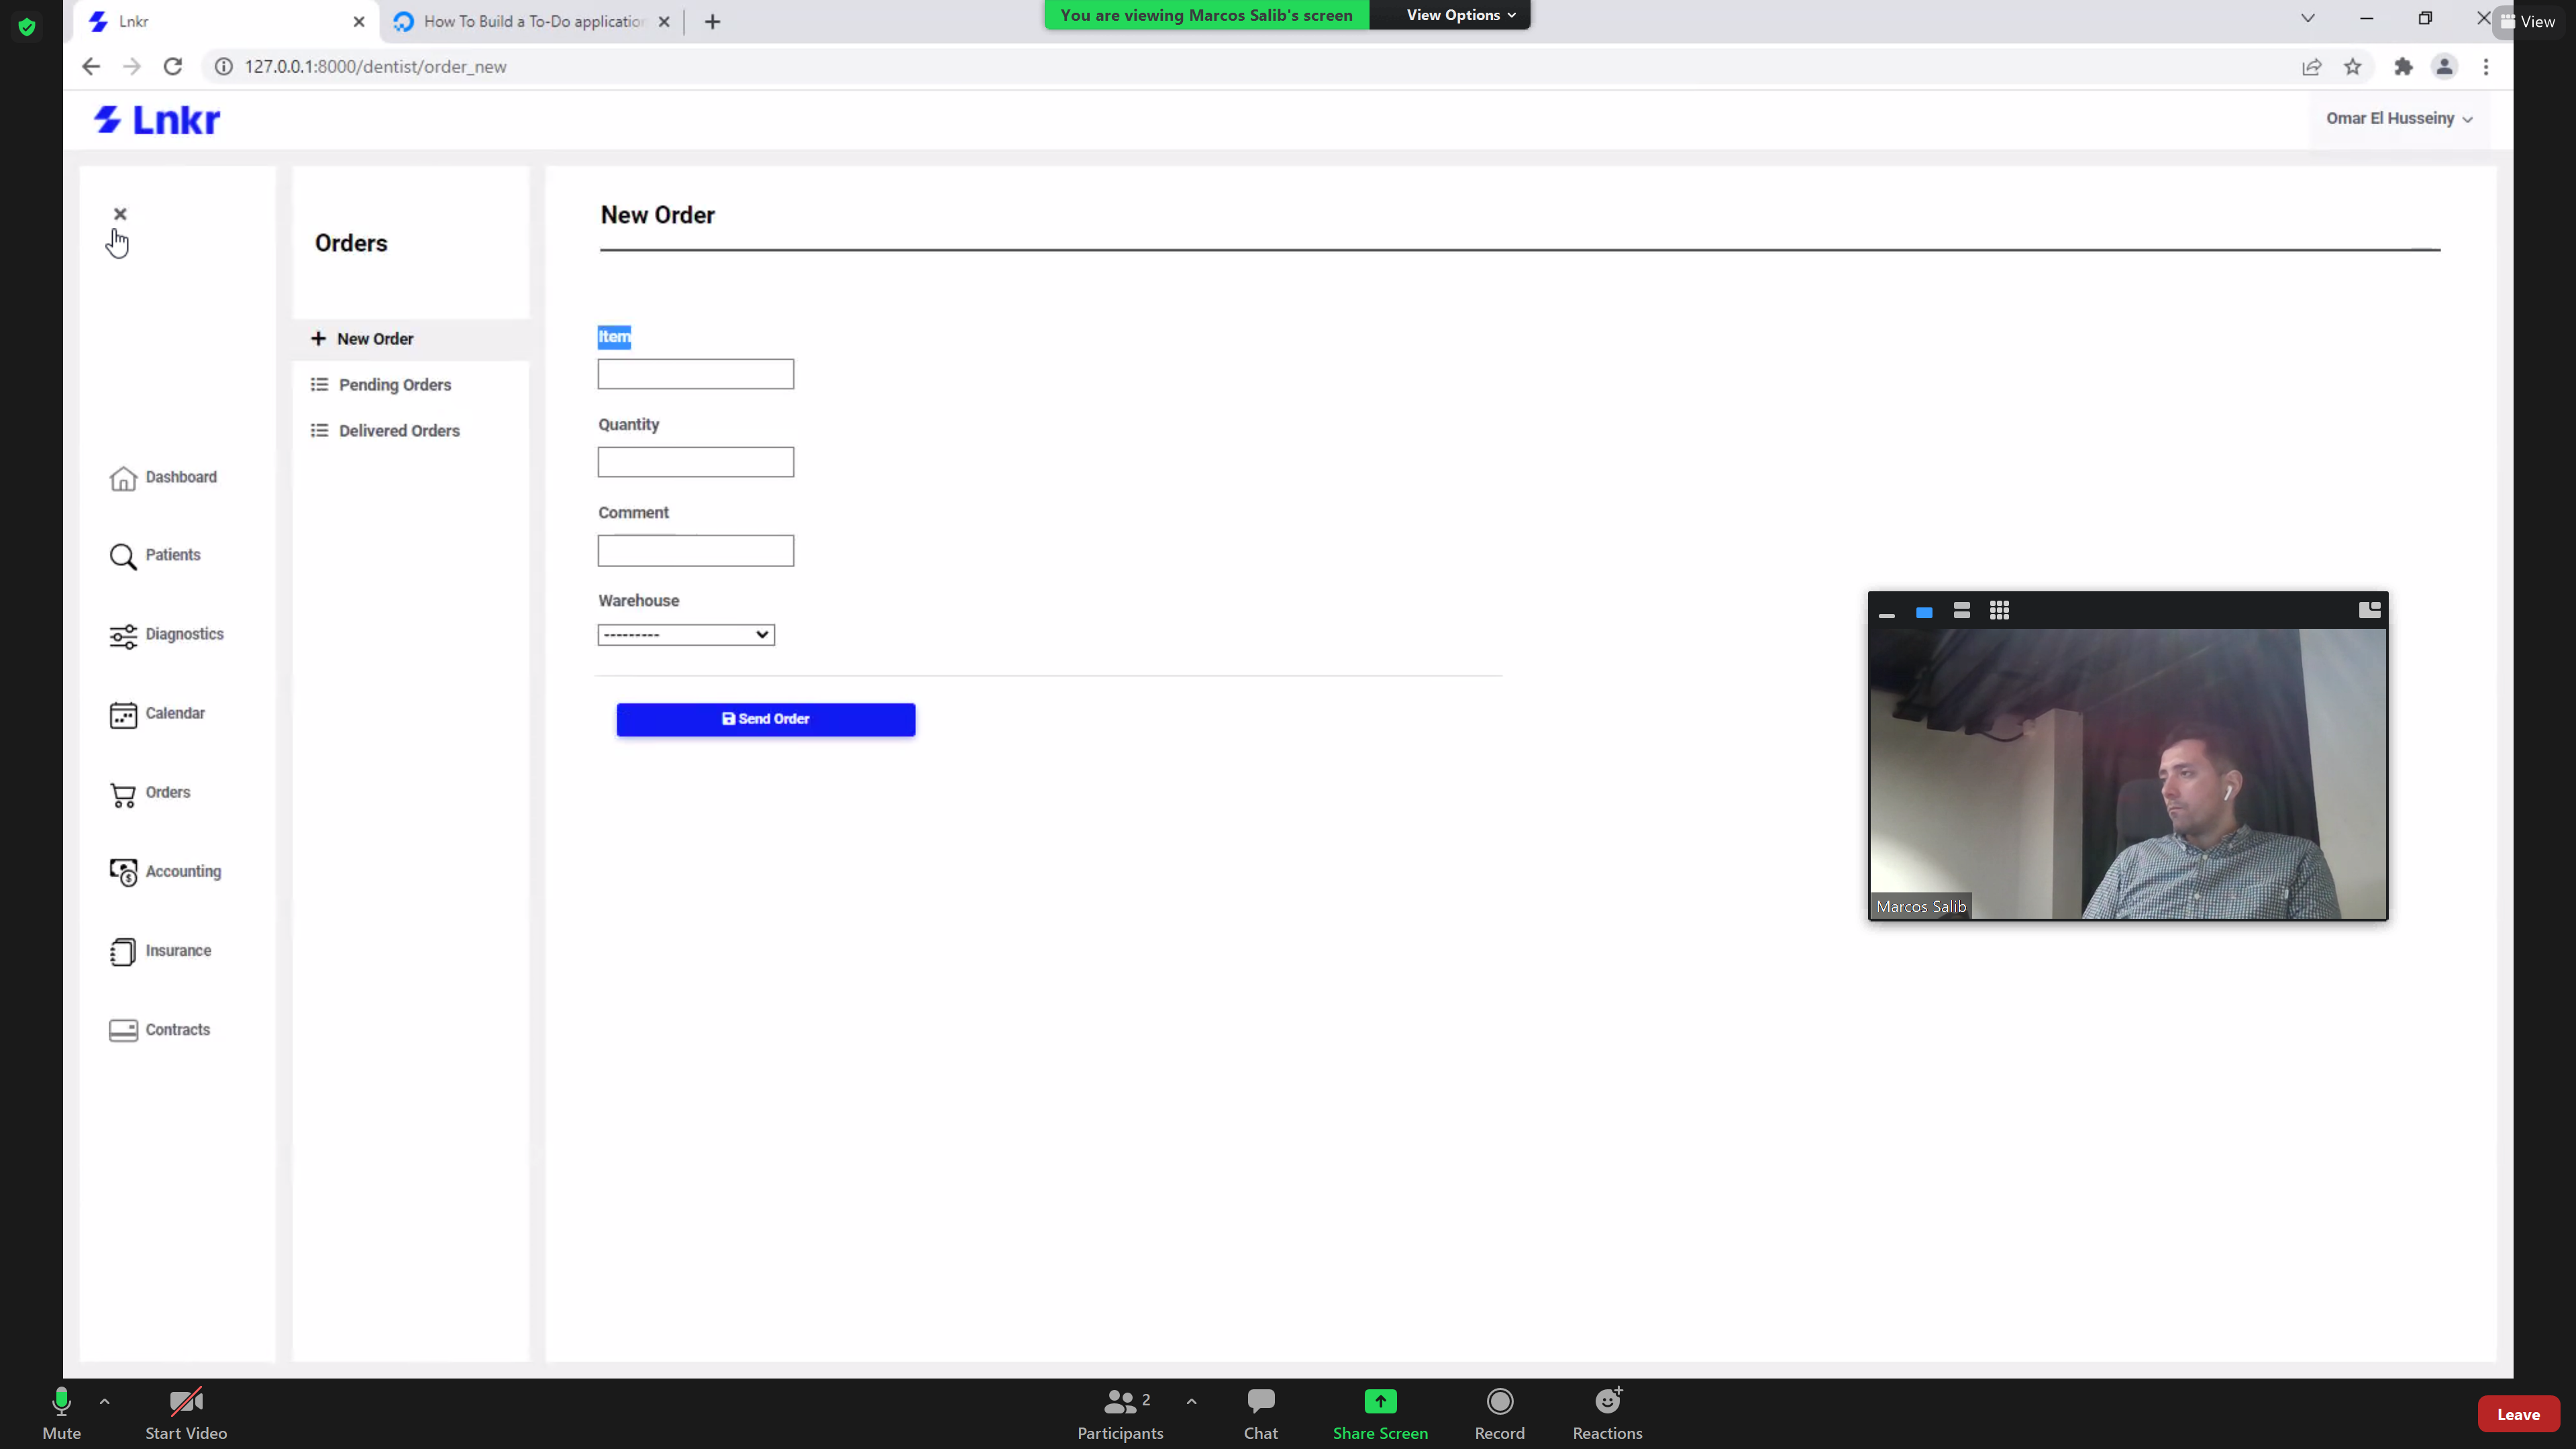 Lnkr
How To Build a To-Do application
You are viewing Marcos Salib's screen
View Options
View
127.0.0.1:8000/dentist/order_new
Lnkr
Omar El Husseiny
Orders
New Order
Pending Orders
Delivered Orders
Dashboard
Patients
Diagnostics
Calendar
Orders
Accounting
Insurance
Contracts
New Order
Item
Quantity
Comment
Warehouse
---------
Send Order
Marcos Salib
Mute
Start Video
2
Participants
Chat
Share Screen
Record
Reactions
Leave